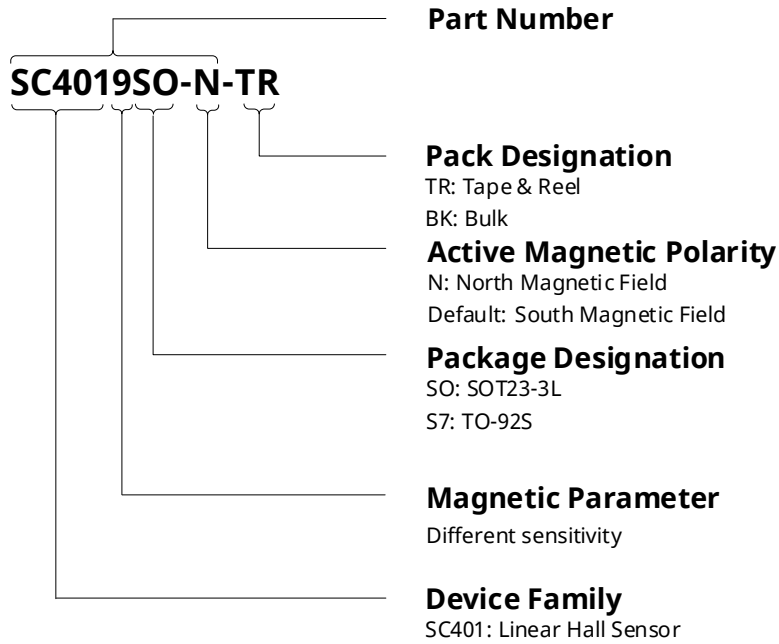 Part Number
SC4019SO-N-TR
Pack Designation
TR: Tape & Reel
BK: Bulk
Active Magnetic Polarity
N: North Magnetic Field
Default: South Magnetic Field
Package Designation
SO: SOT23-3L
S7: TO-92S
Magnetic Parameter
Different sensitivity
Device Family
SC401: Linear Hall Sensor